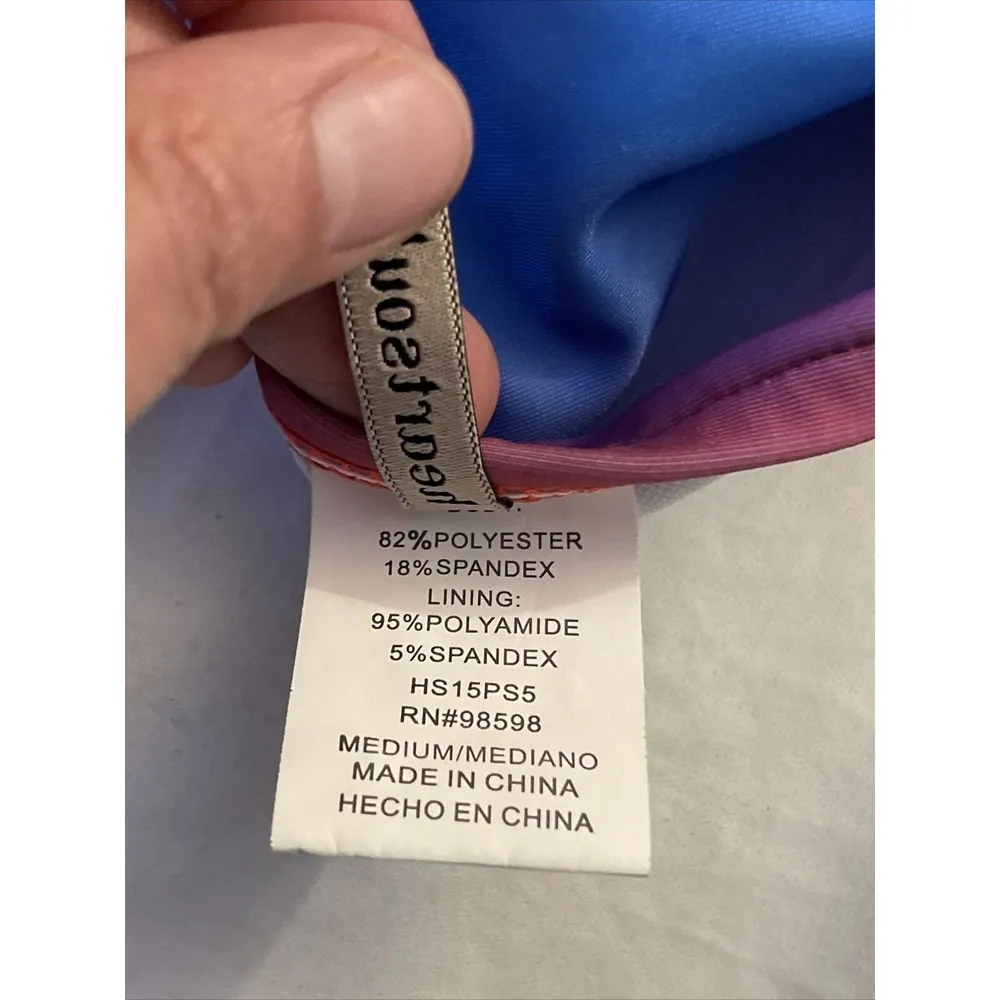 82%POLYESTER
18%SPANDEX
LINING:
95%POLYAMIDE
5%SPANDEX
HS15PS5
RN#98598
MEDIUM/MEDIANO
MADE IN CHINA
HECHO EN CHINA